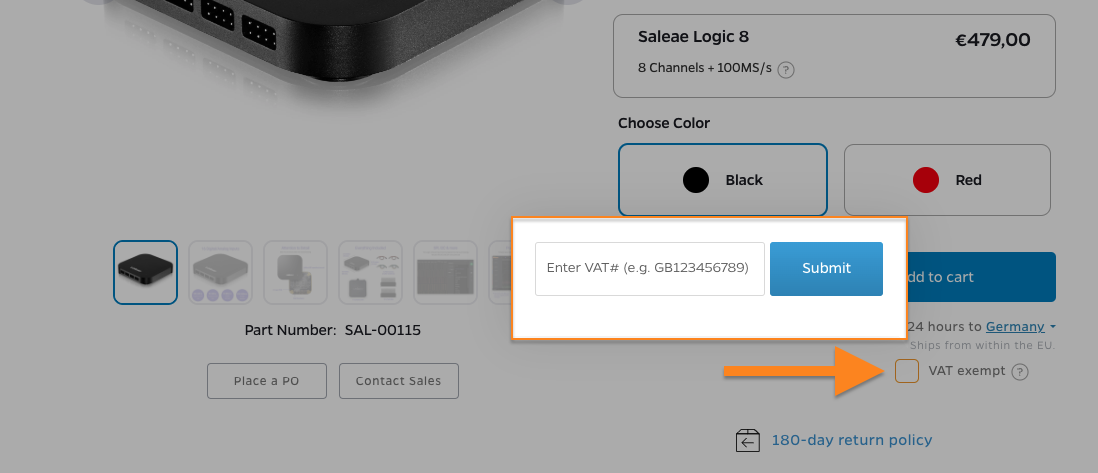 Saleae Logic 8
€479,00
8 Channels + 100MS/s ?
Choose Color
Black
Red
Enter VAT# (e.g. GB123456789)
Submit
dd to cart
24 hours to Germany
Ships from within the EU.
VAT exempt ?
Part Number: SAL-00115
Place a PO
Contact Sales
180-day return policy